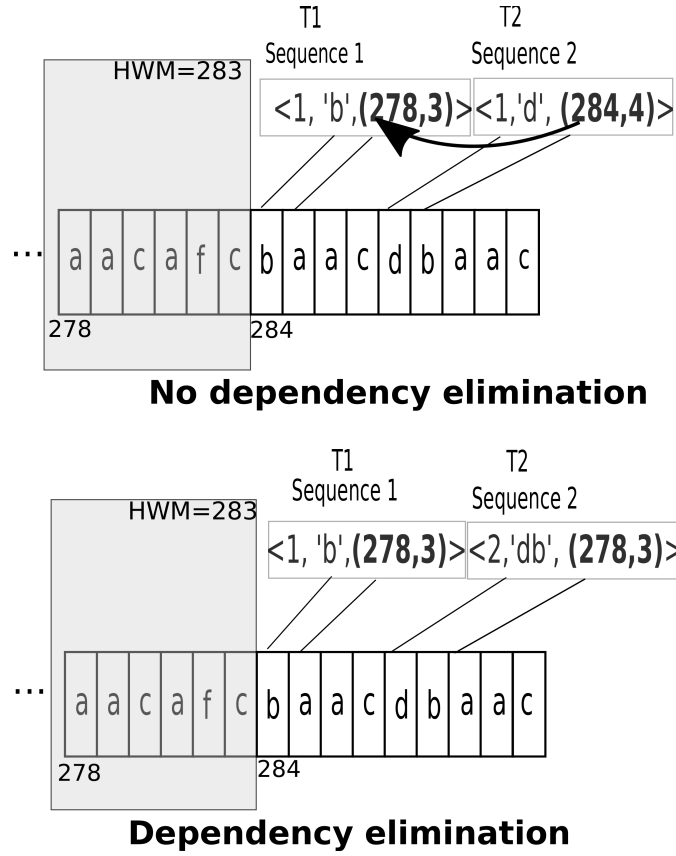 T1 T2
Sequence 1 Sequence 2
HWM=283
<1, 'b',(278,3)> <1,'d', (284,4)>
... a a c a f c b a a c d b a a c
278 284
No dependency elimination
T1 T2
Sequence 1 Sequence 2
HWM=283
<1, 'b',(278,3)> <2,'db', (278,3)>
... a a c a f c b a a c d b a a c
278 284
Dependency elimination